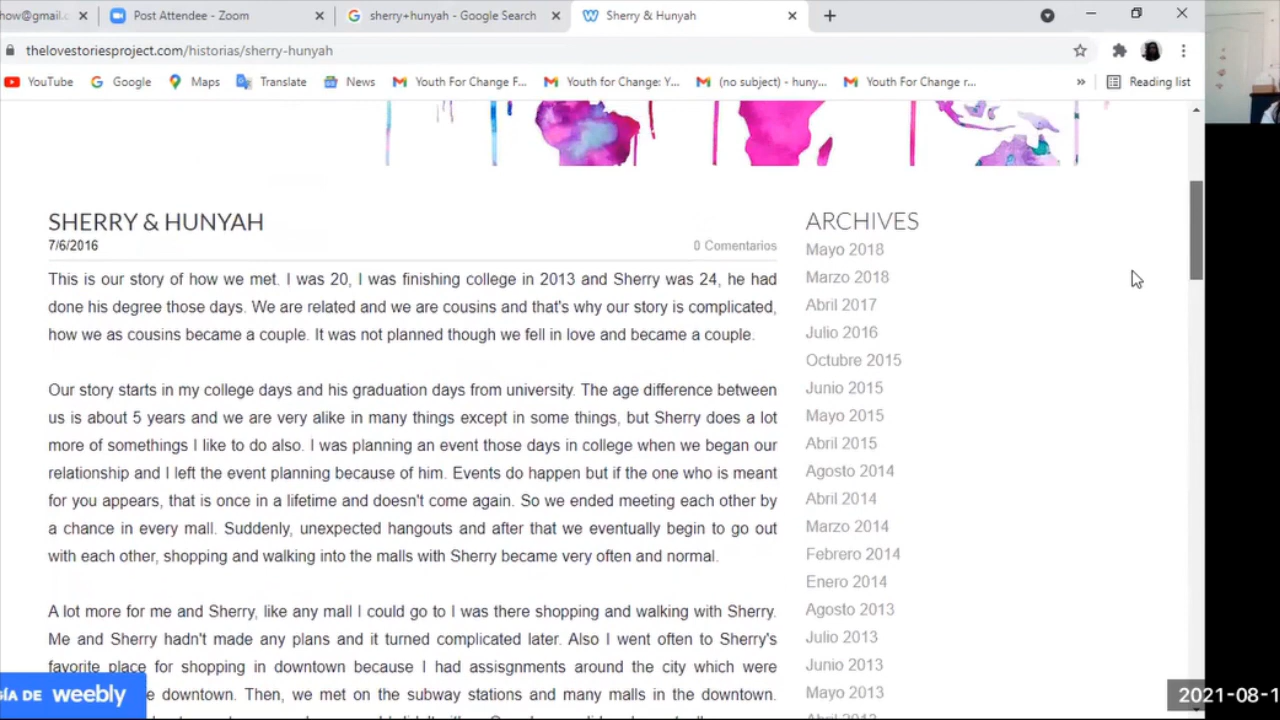 how@gmail.c
Post Attendee - Zoom
sherry+hunyah - Google Search
Sherry & Hunyah
thelovestoriesproject.com/historias/sherry-hunyah
YouTube
Google
Maps
Translate
News
Youth For Change F...
Youth for Change: Y...
(no subject) - huny...
Youth For Change r...
»
Reading list
SHERRY & HUNYAH
7/6/2016
0 Comentarios
This is our story of how we met. I was 20, I was finishing college in 2013 and Sherry was 24, he had
done his degree those days. We are related and we are cousins and that's why our story is complicated,
how we as cousins became a couple. It was not planned though we fell in love and became a couple.
Our story starts in my college days and his graduation days from university. The age difference between
us is about 5 years and we are very alike in many things except in some things, but Sherry does a lot
more of somethings I like to do also. I was planning an event those days in college when we began our
relationship and I left the event planning because of him. Events do happen but if the one who is meant
for you appears, that is once in a lifetime and doesn't come again. So we ended meeting each other by
a chance in every mall. Suddenly, unexpected hangouts and after that we eventually begin to go out
with each other, shopping and walking into the malls with Sherry became very often and normal.
A lot more for me and Sherry, like any mall I could go to I was there shopping and walking with Sherry.
Me and Sherry hadn't made any plans and it turned complicated later. Also I went often to Sherry's
favorite place for shopping in downtown because I had assisgnments around the city which were
downtown. Then, we met on the subway stations and many malls in the downtown.
ARCHIVES
Mayo 2018
Marzo 2018
Abril 2017
Julio 2016
Octubre 2015
Junio 2015
Mayo 2015
Abril 2015
Agosto 2014
Abril 2014
Marzo 2014
Febrero 2014
Enero 2014
Agosto 2013
Julio 2013
Junio 2013
Mayo 2013
GÍA DE weebly
2021-08-1